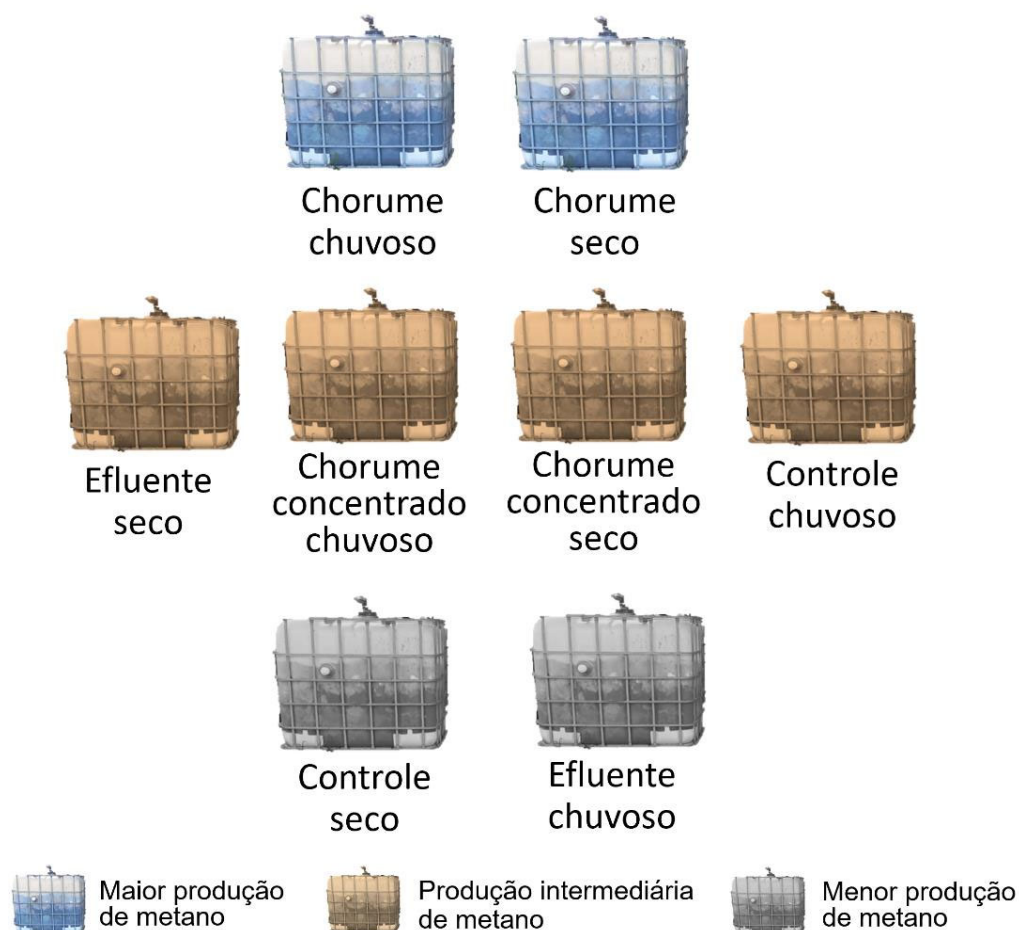 Chorume
chuvoso
Chorume
seco
Efluente
seco
Chorume
concentrado
chuvoso
Chorume
concentrado
seco
Controle
chuvoso
Controle
seco
Efluente
chuvoso
Maior produção
de metano
Produção intermediária
de metano
Menor produção
de metano